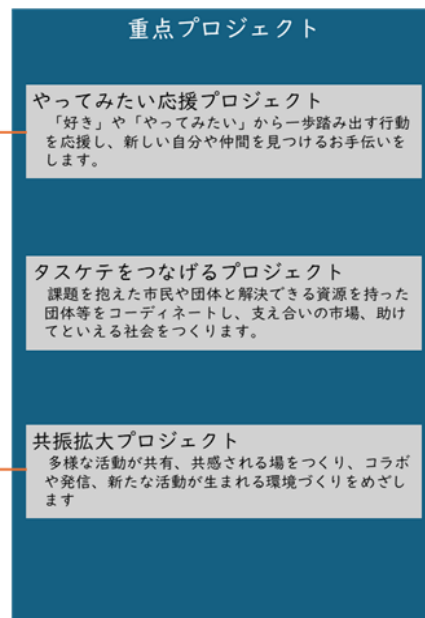 重点プロジェクト
やってみたい応援プロジェクト
「好き」や「やってみたい」から一歩踏み出す行動
を応援し、新しい自分や仲間を見つけるお手伝いを
します。
タスケテをつなげるプロジェクト
課題を抱えた市民や団体と解決できる資源を持った
団体等をコーディネートし、支え合いの市場、助け
てといえる社会をつくります。
共振拡大プロジェクト
多様な活動が共有、共感される場をつくり、コラボ
や発信、新たな活動が生まれる環境づくりをめざし
ます